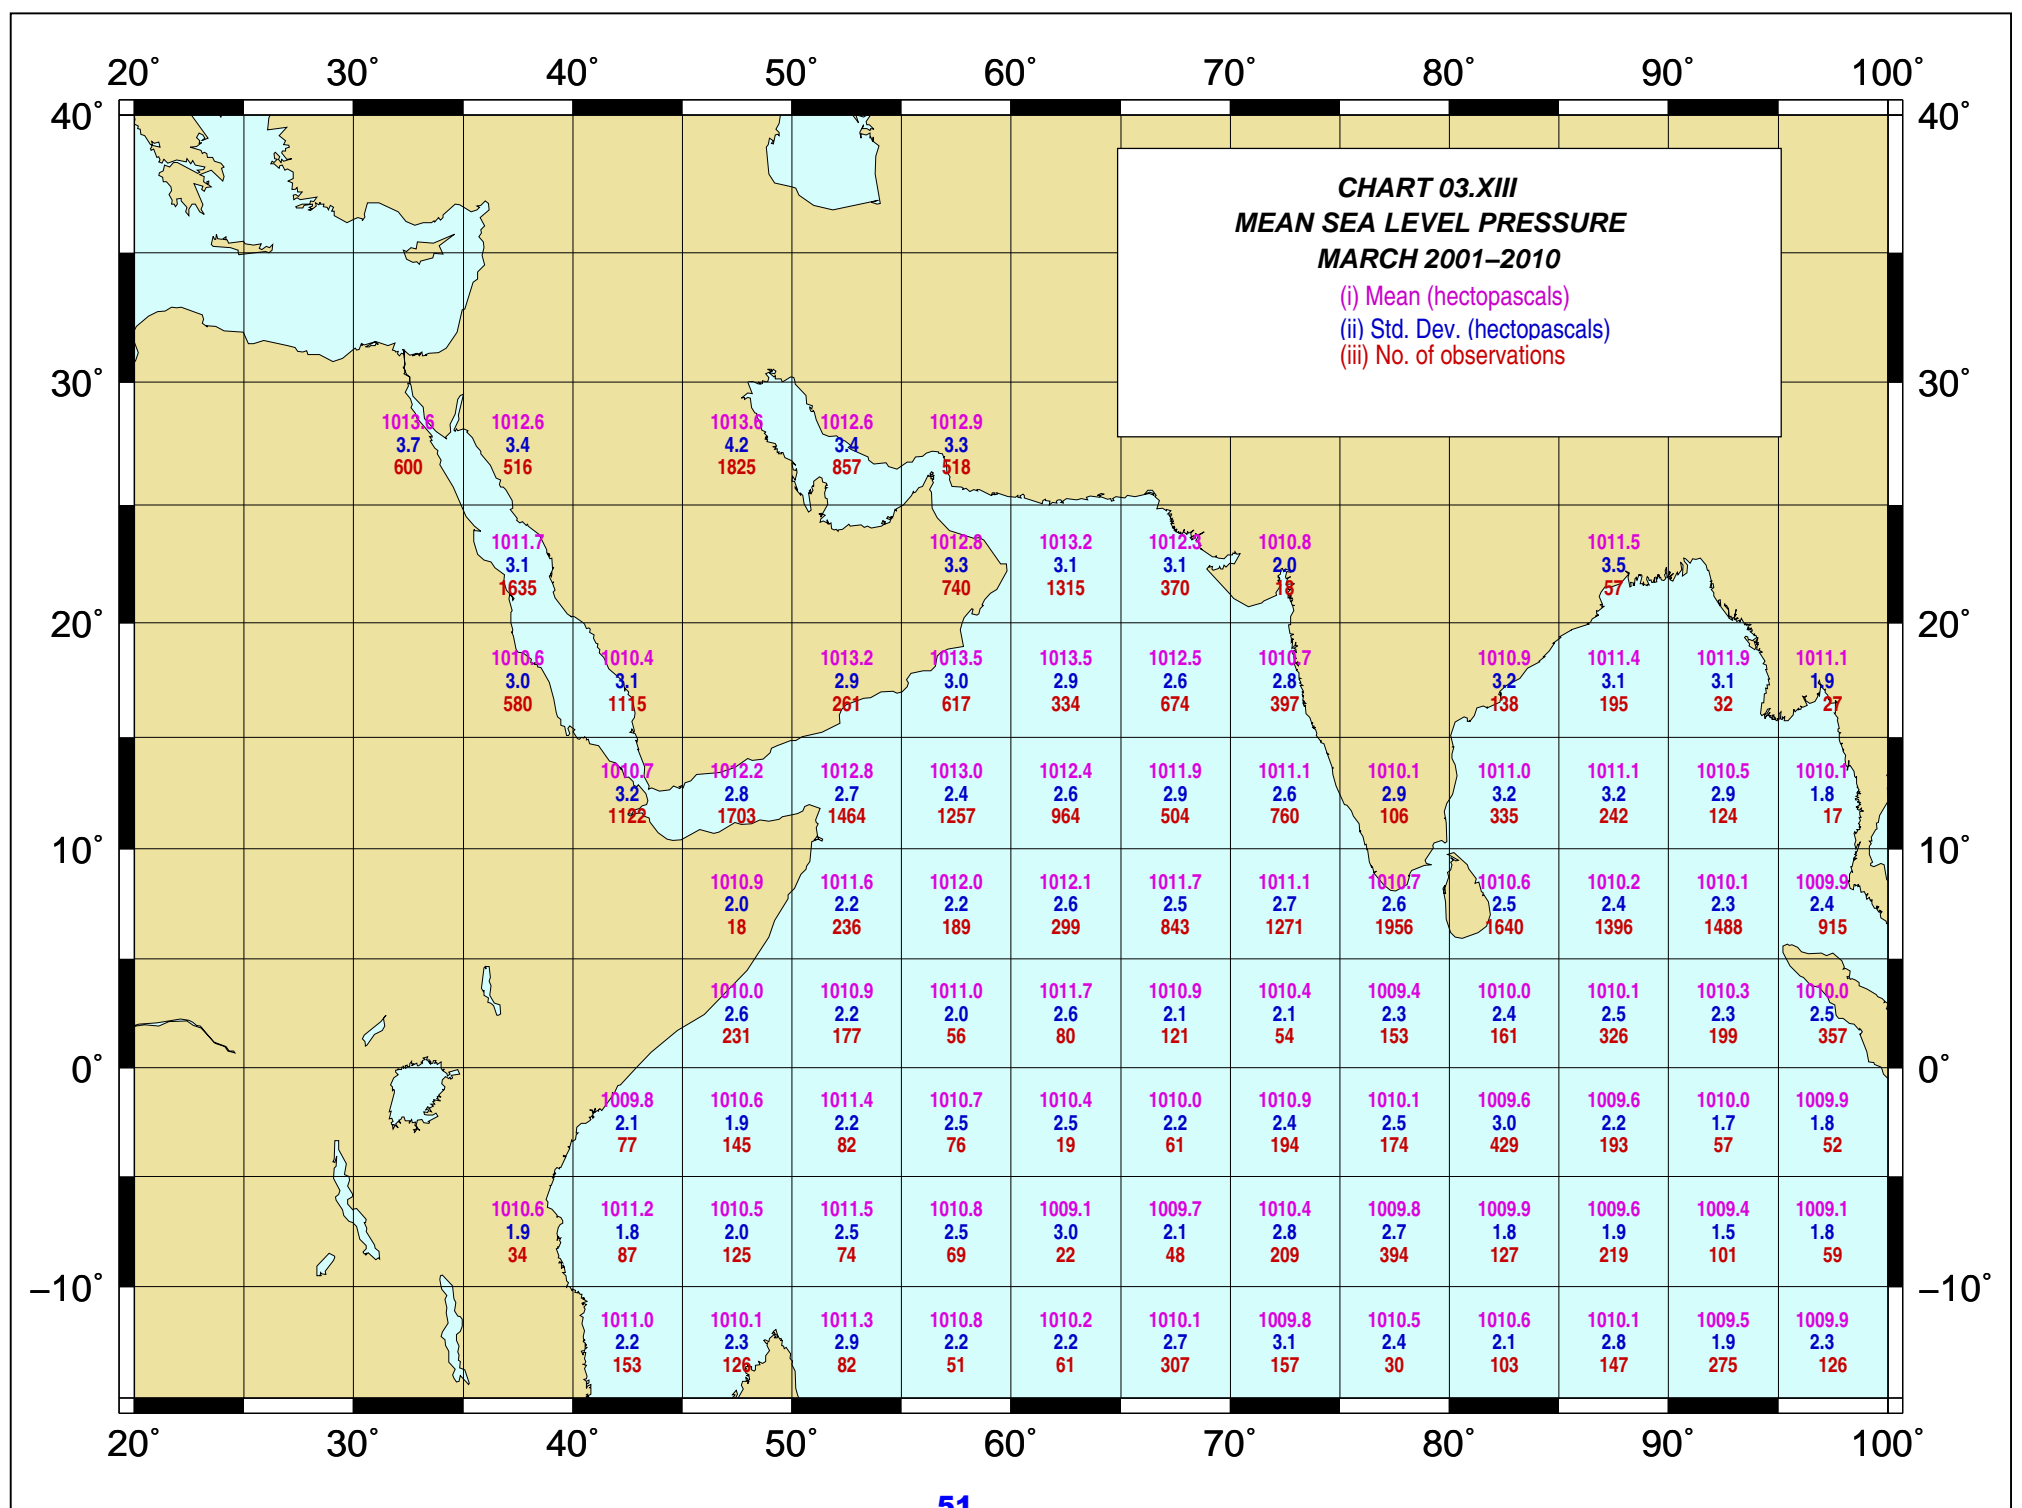 20° 30° 40° 50° 60° 70° 80° 90° 100°
40° 40°
CHART 03.XIII
MEAN SEA LEVEL PRESSURE
MARCH 2001–2010
(i) Mean (hectopascals)
(ii) Std. Dev. (hectopascals)
(iii) No. of observations
30° 30°
1013.6 1012.6 1013.6 1012.6 1012.9
3.7 3.4 4.2 3.4 3.3
600 516 1825 857 518
1011.7 1012.8 1013.2 1012.3 1010.8 1011.5
3.1 3.3 3.1 3.1 2.0 3.5
1635 740 1315 370 18 57
20° 20°
1010.6 1010.4 1013.2 1013.5 1013.5 1012.5 1010.7 1010.9 1011.4 1011.9 1011.1
3.0 3.1 2.9 3.0 2.9 2.6 2.8 3.2 3.1 3.1 1.9
580 1115 261 617 334 674 397 138 195 32 27
1010.7 1012.2 1012.8 1013.0 1012.4 1011.9 1011.1 1010.1 1011.0 1011.1 1010.5 1010.1
3.2 2.8 2.7 2.4 2.6 2.9 2.6 2.9 3.2 3.2 2.9 1.8
1122 1703 1464 1257 964 504 760 106 335 242 124 17
10° 10°
1010.9 1011.6 1012.0 1012.1 1011.7 1011.1 1010.7 1010.6 1010.2 1010.1 1009.9
2.0 2.2 2.2 2.6 2.5 2.7 2.6 2.5 2.4 2.3 2.4
18 236 189 299 843 1271 1956 1640 1396 1488 915
1010.0 1010.9 1011.0 1011.7 1010.9 1010.4 1009.4 1010.0 1010.1 1010.3 1010.0
2.6 2.2 2.0 2.6 2.1 2.1 2.3 2.4 2.5 2.3 2.5
231 177 56 80 121 54 153 161 326 199 357
0° 0°
1009.8 1010.6 1011.4 1010.7 1010.4 1010.0 1010.9 1010.1 1009.6 1009.6 1010.0 1009.9
2.1 1.9 2.2 2.5 2.5 2.2 2.4 2.5 3.0 2.2 1.7 1.8
77 145 82 76 19 61 194 174 429 193 57 52
1010.6 1011.2 1010.5 1011.5 1010.8 1009.1 1009.7 1010.4 1009.8 1009.9 1009.6 1009.4 1009.1
1.9 1.8 2.0 2.5 2.5 3.0 2.1 2.8 2.7 1.8 1.9 1.5 1.8
34 87 125 74 69 22 48 209 394 127 219 101 59
−10° −10°
1011.0 1010.1 1011.3 1010.8 1010.2 1010.1 1009.8 1010.5 1010.6 1010.1 1009.5 1009.9
2.2 2.3 2.9 2.2 2.2 2.7 3.1 2.4 2.1 2.8 1.9 2.3
153 126 82 51 61 307 157 30 103 147 275 126
20° 30° 40° 50° 60° 70° 80° 90° 100°
51